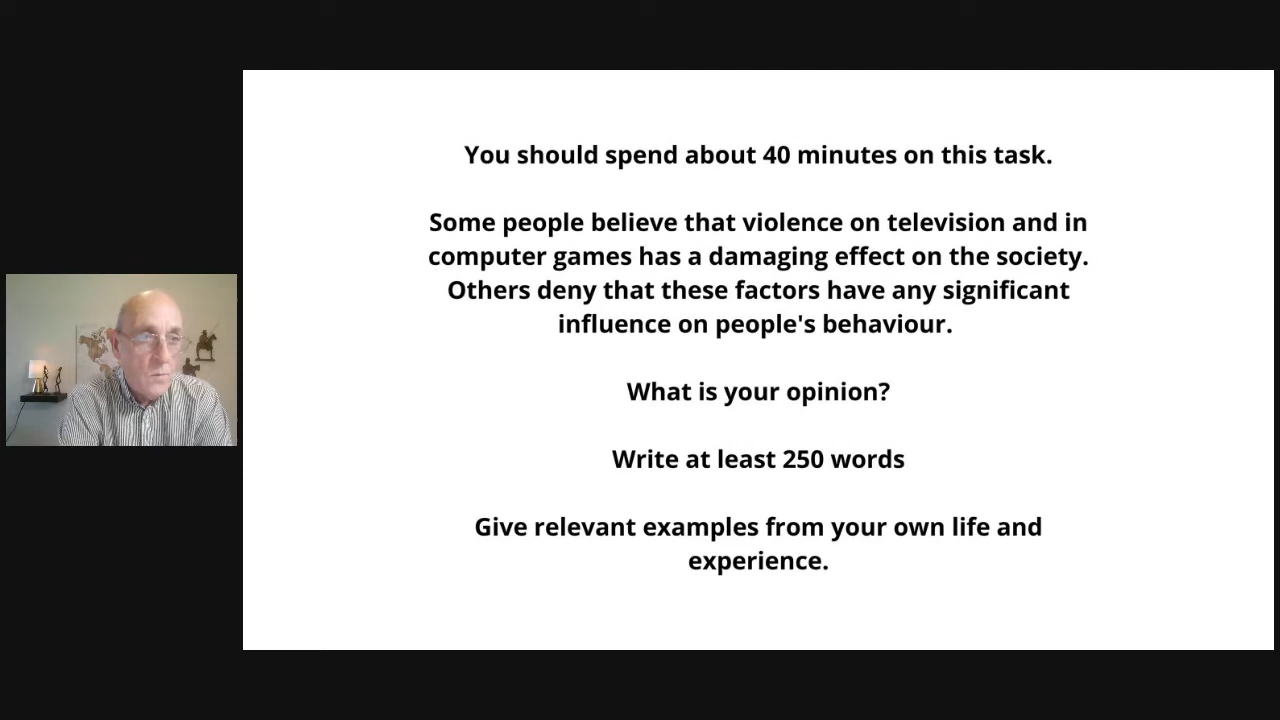 You should spend about 40 minutes on this task.
Some people believe that violence on television and in
computer games has a damaging effect on the society.
Others deny that these factors have any significant
influence on people's behaviour.
What is your opinion?
Write at least 250 words
Give relevant examples from your own life and
experience.